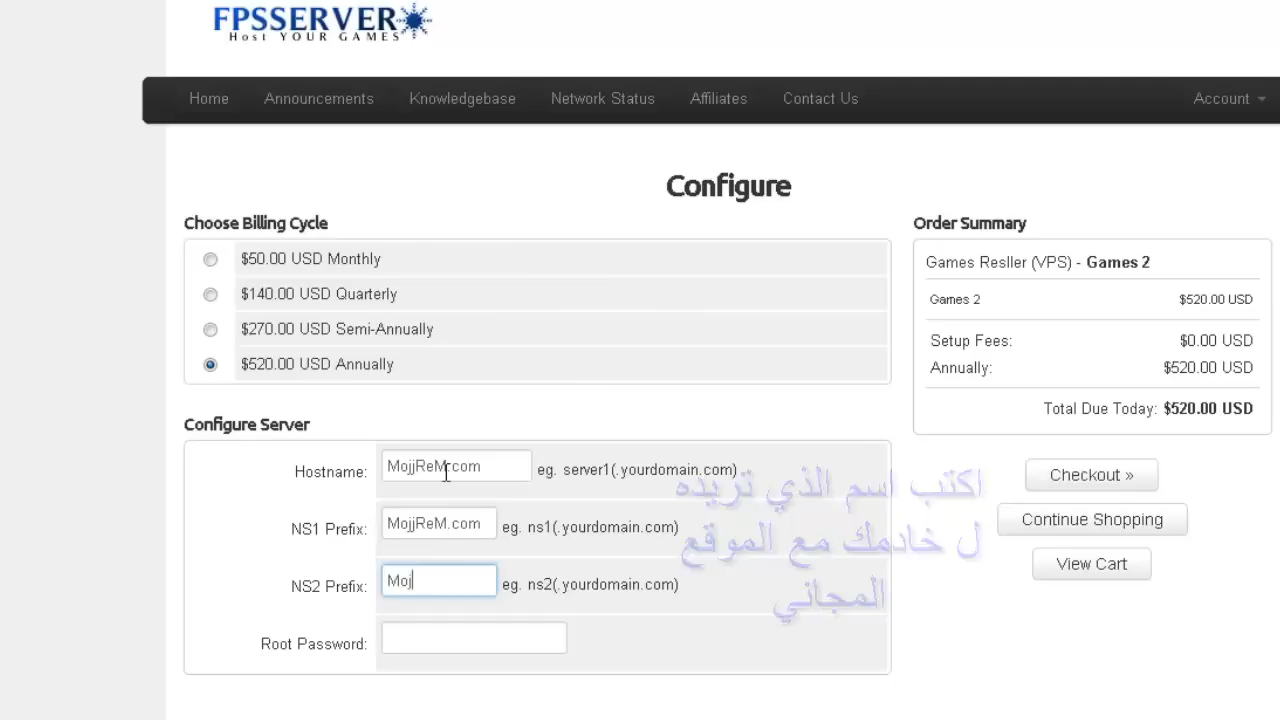 FPSSERVER
Host YOUR GAMES
Home Announcements Knowledgebase Network Status Affiliates Contact Us Account
Configure
Choose Billing Cycle
$50.00 USD Monthly
$140.00 USD Quarterly
$270.00 USD Semi-Annually
$520.00 USD Annually
Order Summary
Games Resller (VPS) - Games 2
Games 2 $520.00 USD
Setup Fees: $0.00 USD
Annually: $520.00 USD
Total Due Today: $520.00 USD
Checkout »
Continue Shopping
View Cart
Configure Server
Hostname: MojjReM.com eg. server1(.yourdomain.com)
NS1 Prefix: MojjReM.com eg. ns1(.yourdomain.com)
NS2 Prefix: Moj eg. ns2(.yourdomain.com)
Root Password:
اكتب اسم الذي تريده
ل خادمك مع الموقع
المجاني